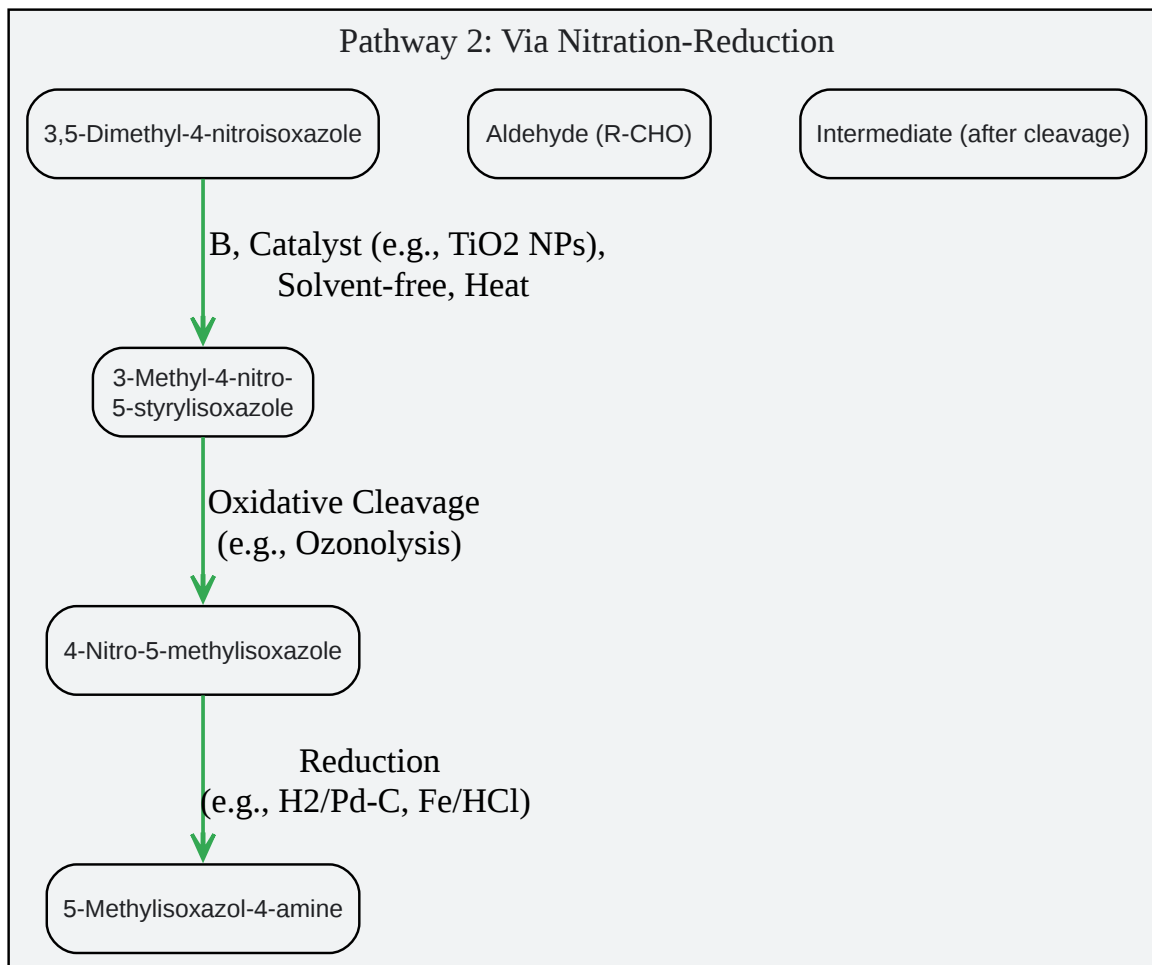 Pathway 2: Via Nitration-Reduction
3,5-Dimethyl-4-nitroisoxazole
Aldehyde (R-CHO)
Intermediate (after cleavage)
B, Catalyst (e.g., TiO2 NPs),
Solvent-free, Heat
3-Methyl-4-nitro-
5-styrylisoxazole
Oxidative Cleavage
(e.g., Ozonolysis)
4-Nitro-5-methylisoxazole
Reduction
(e.g., H2/Pd-C, Fe/HCl)
5-Methylisoxazol-4-amine